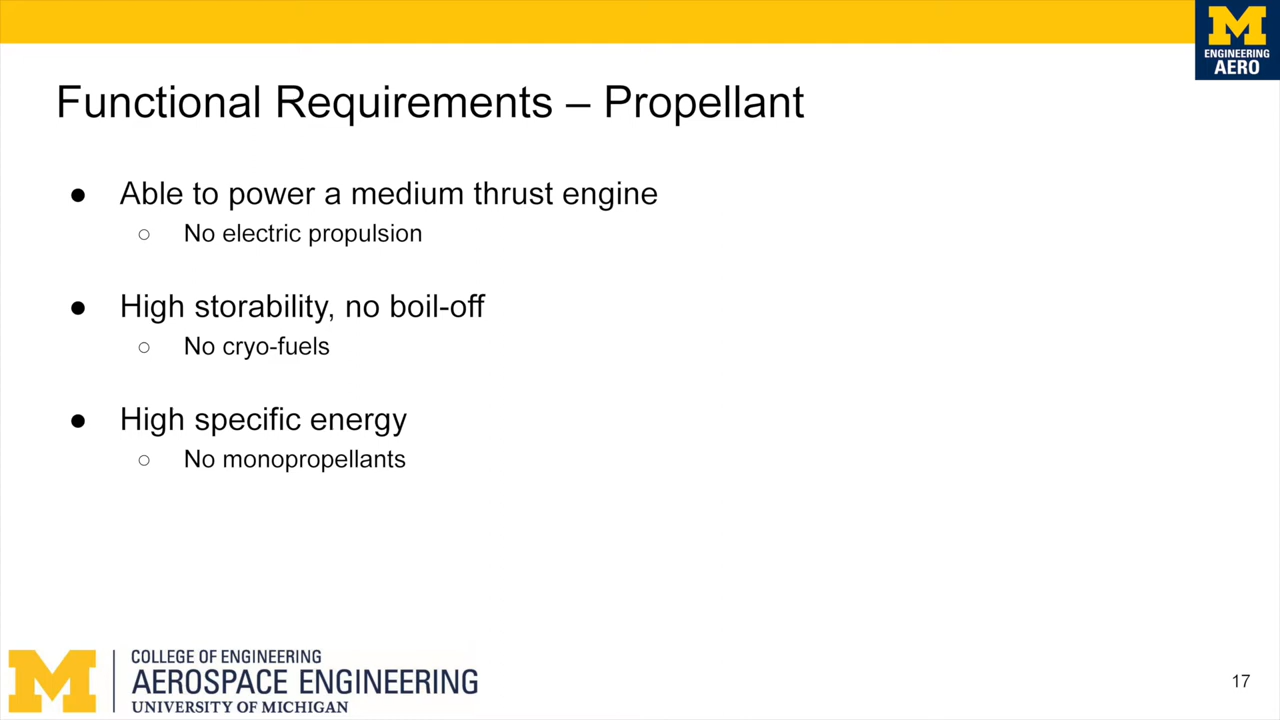 M
ENGINEERING
AERO
Functional Requirements – Propellant
● Able to power a medium thrust engine
○ No electric propulsion
● High storability, no boil-off
○ No cryo-fuels
● High specific energy
○ No monopropellants
M
COLLEGE OF ENGINEERING
AEROSPACE ENGINEERING
UNIVERSITY OF MICHIGAN
17